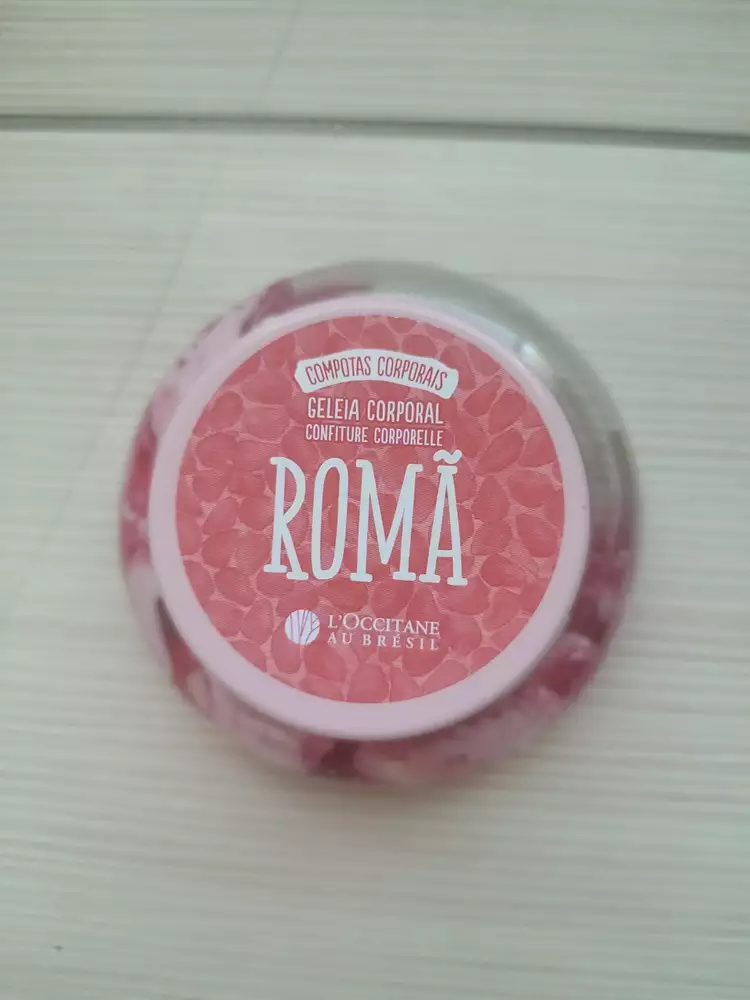 COMPOTAS CORPORAIS
GELEIA CORPORAL
CONFITURE CORPORELLE
ROMÃ
L'OCCITANE
AU BRÉSIL